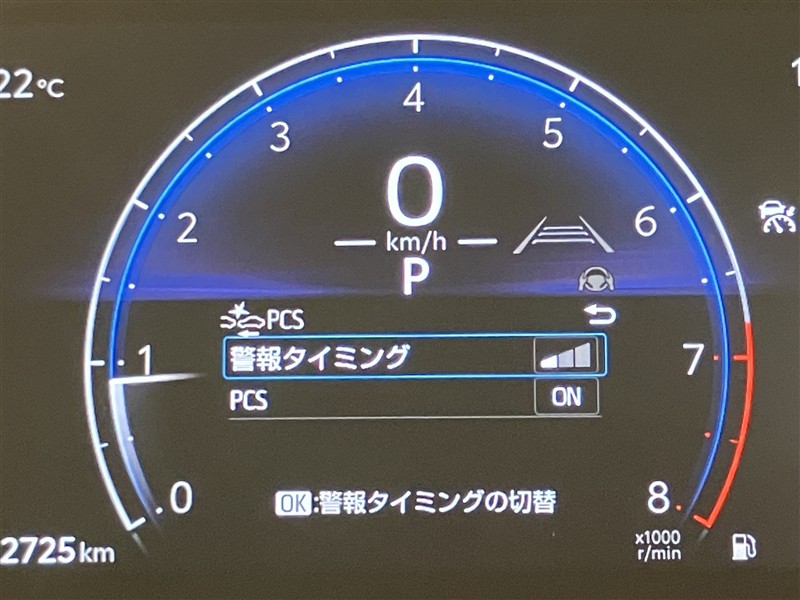 22°C
1
4
3
5
2
6
0
km/h
P
PCS
警報タイミング
PCS
ON
1
7
0
8
OK:警報タイミングの切替
x1000
r/min
2725km